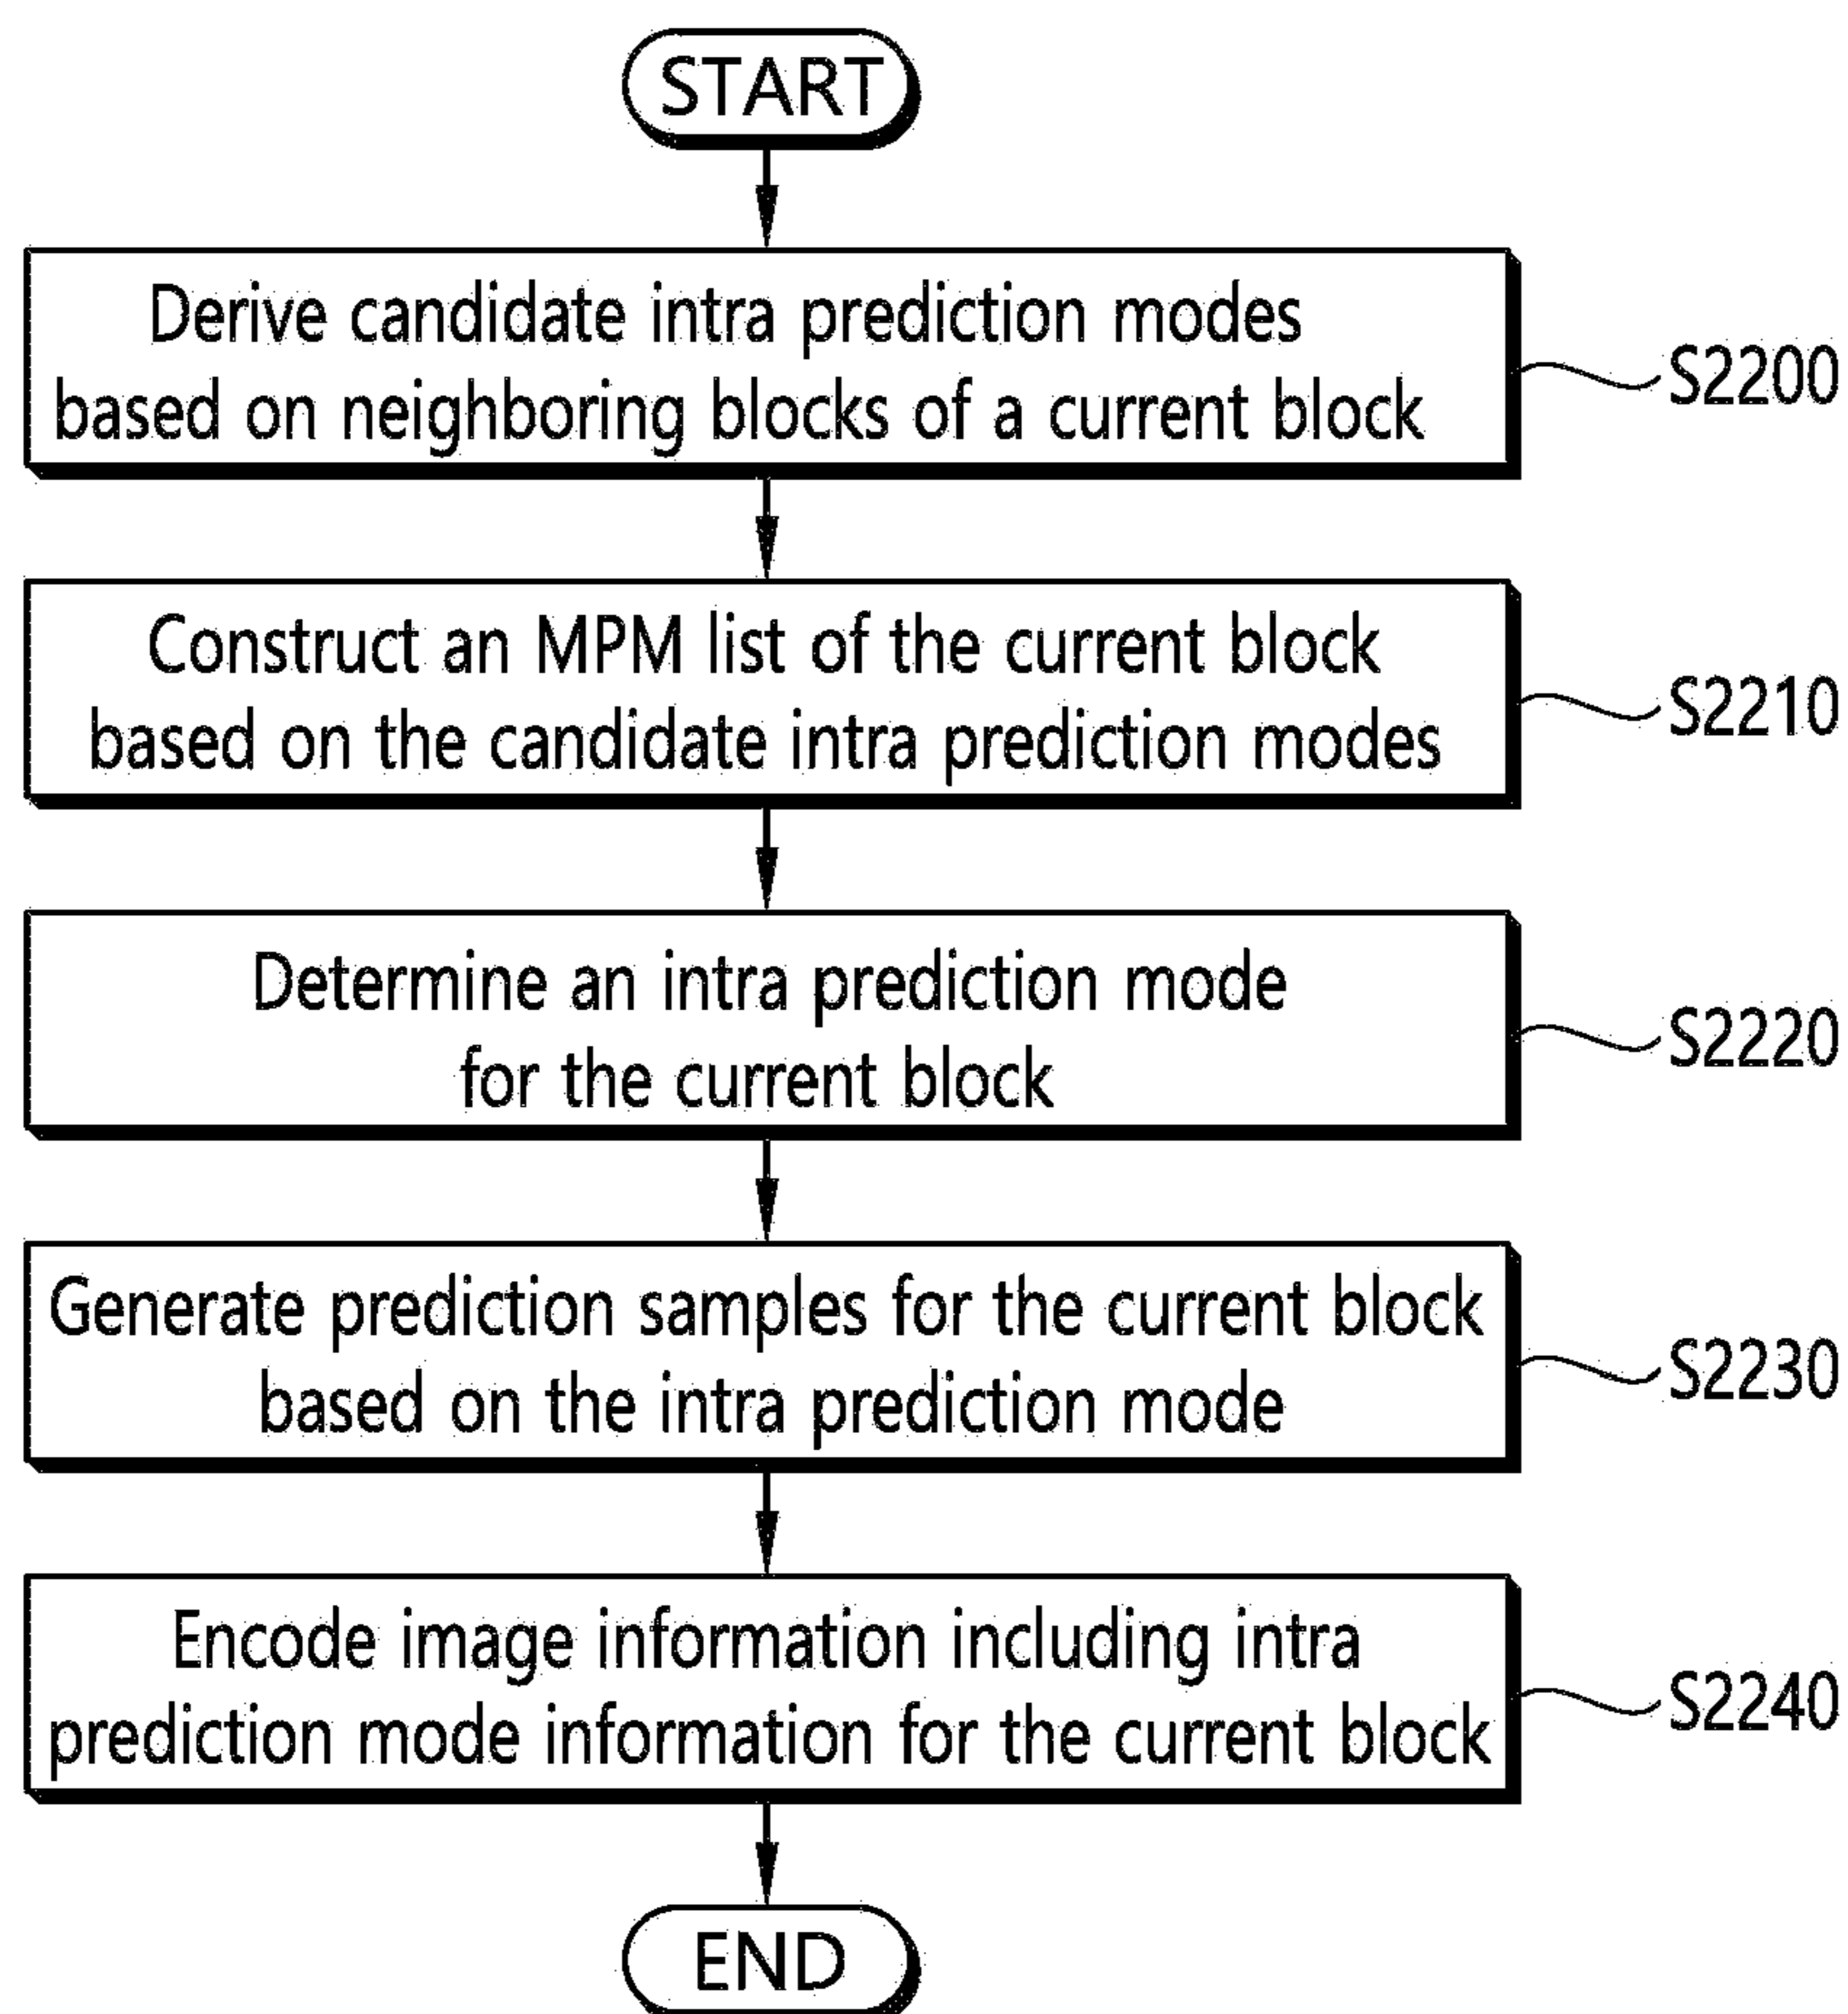 START
Derive candidate intra prediction modes
based on neighboring blocks of a current block
S2200
Construct an MPM list of the current block
based on the candidate intra prediction modes
S2210
Determine an intra prediction mode
for the current block
S2220
Generate prediction samples for the current block
based on the intra prediction mode
S2230
Encode image information including intra
prediction mode information for the current block
S2240
END